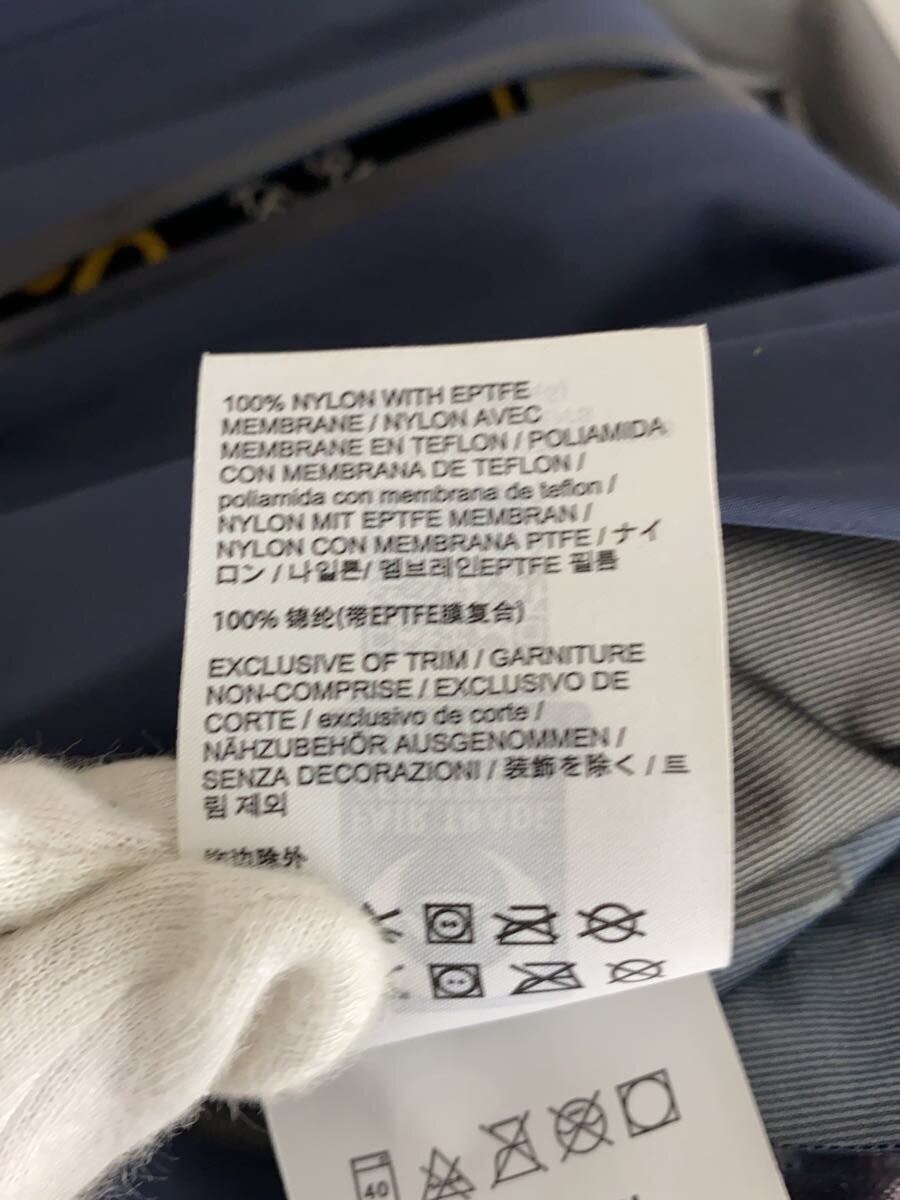 100% NYLON WITH EPTFE
MEMBRANE / NYLON AVEC
MEMBRANE EN TEFLON / POLIAMIDA
CON MEMBRANA DE TEFLON /
poliamida con membrana de teflon /
NYLON MIT EPTFE MEMBRAN /
NYLON CON MEMBRANA PTFE / ナイ
ロン / 나일론/ 멤브레인EPTFE 필름
100% 锦纶(带EPTFE膜复合)
EXCLUSIVE OF TRIM / GARNITURE
NON-COMPRISE / EXCLUSIVO DE
CORTE / exclusivo de corte /
NÄHZUBEHÖR AUSGENOMMEN /
SENZA DECORAZIONI / 装飾を除く / 트
림 제외
饰边除外
40